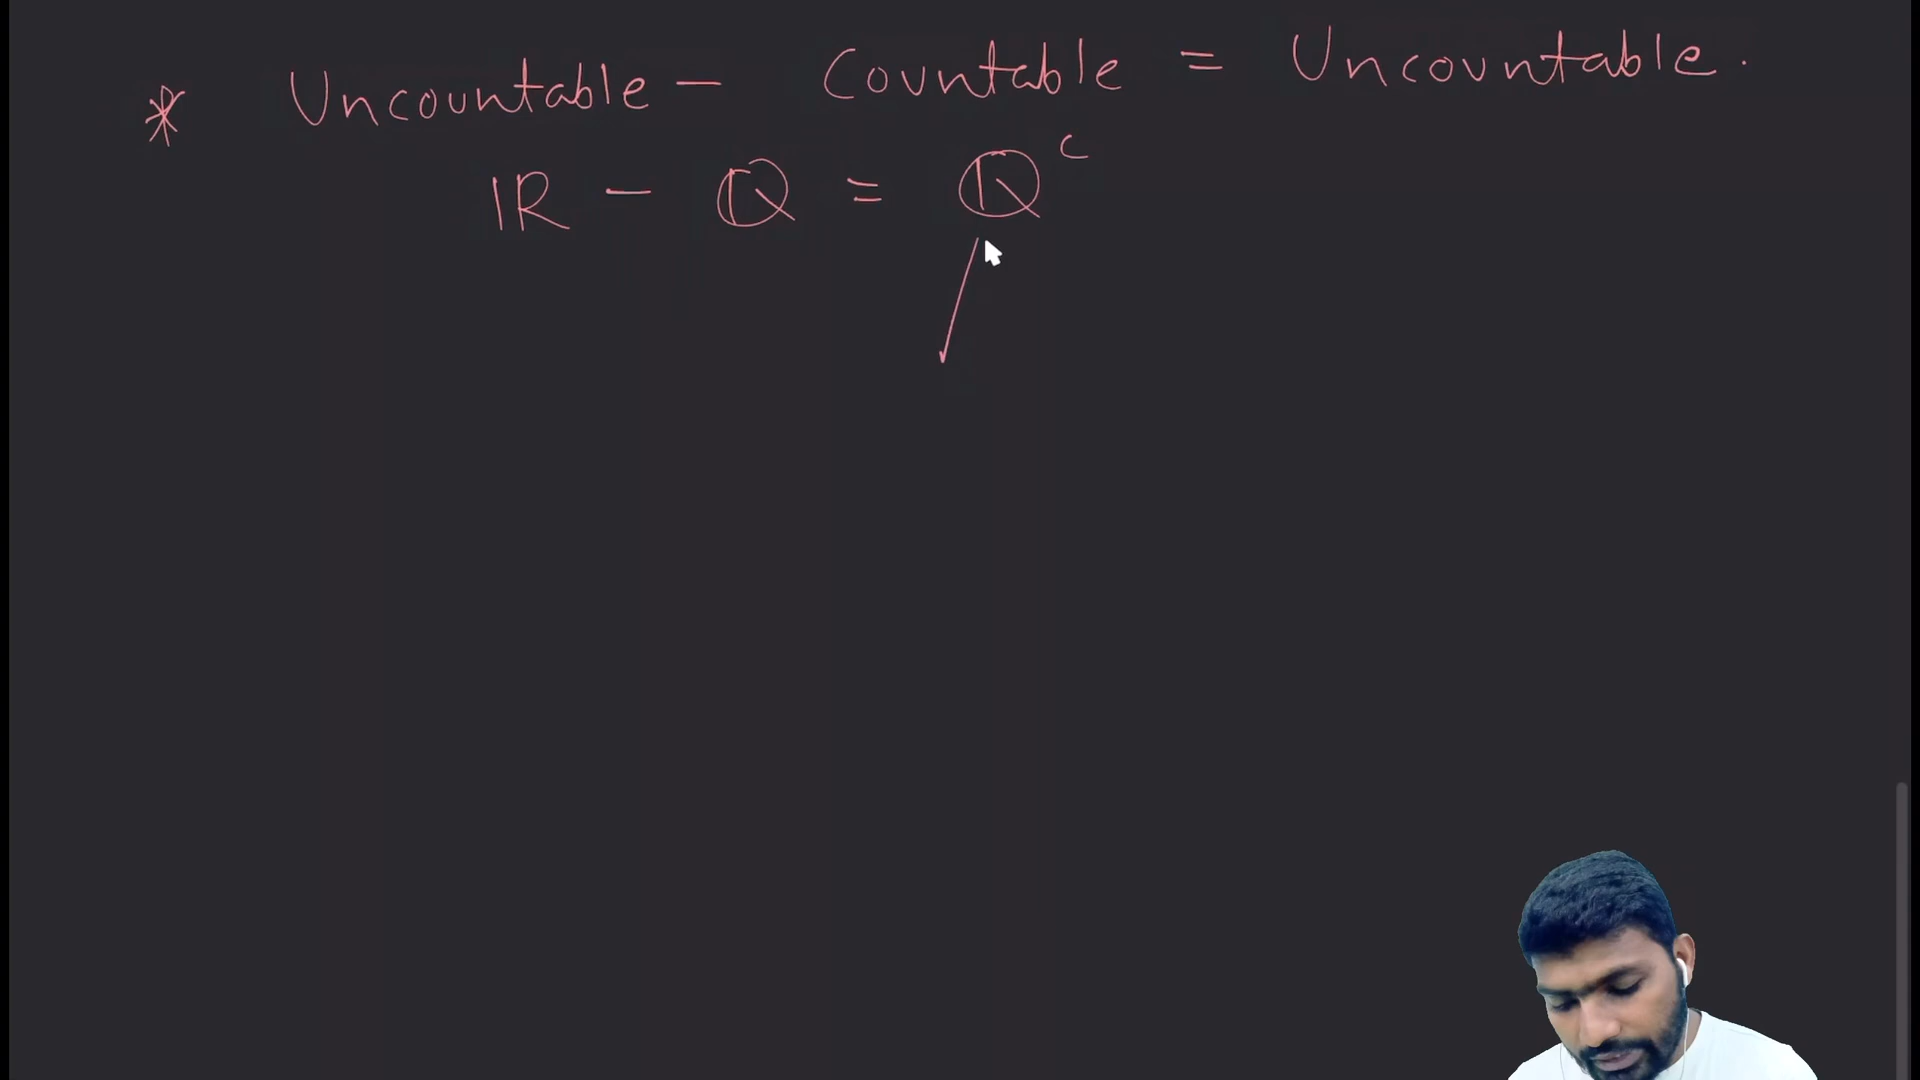 * Uncountable - Countable = Uncountable.
ℝ - ℚ = ℚᶜ